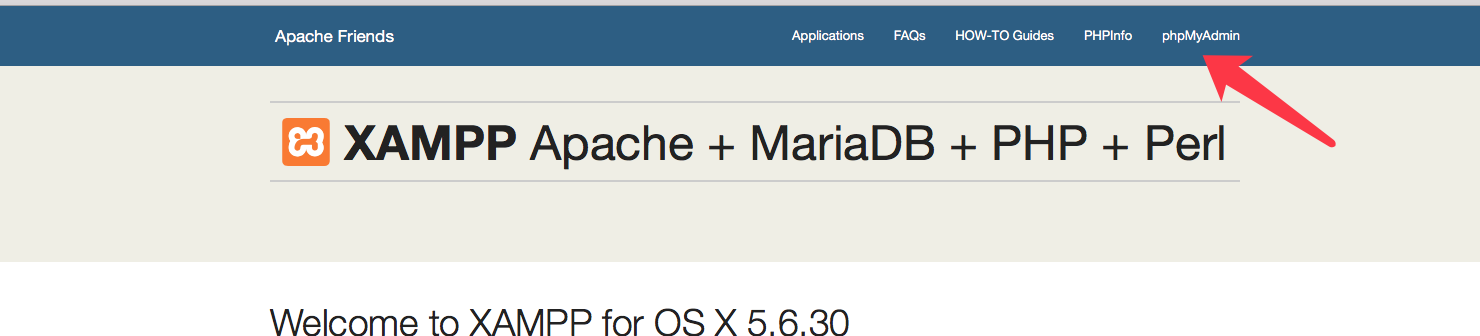 Apache Friends Applications FAQs HOW-TO Guides PHPInfo phpMyAdmin
XAMPP Apache + MariaDB + PHP + Perl
Welcome to XAMPP for OS X 5.6.30